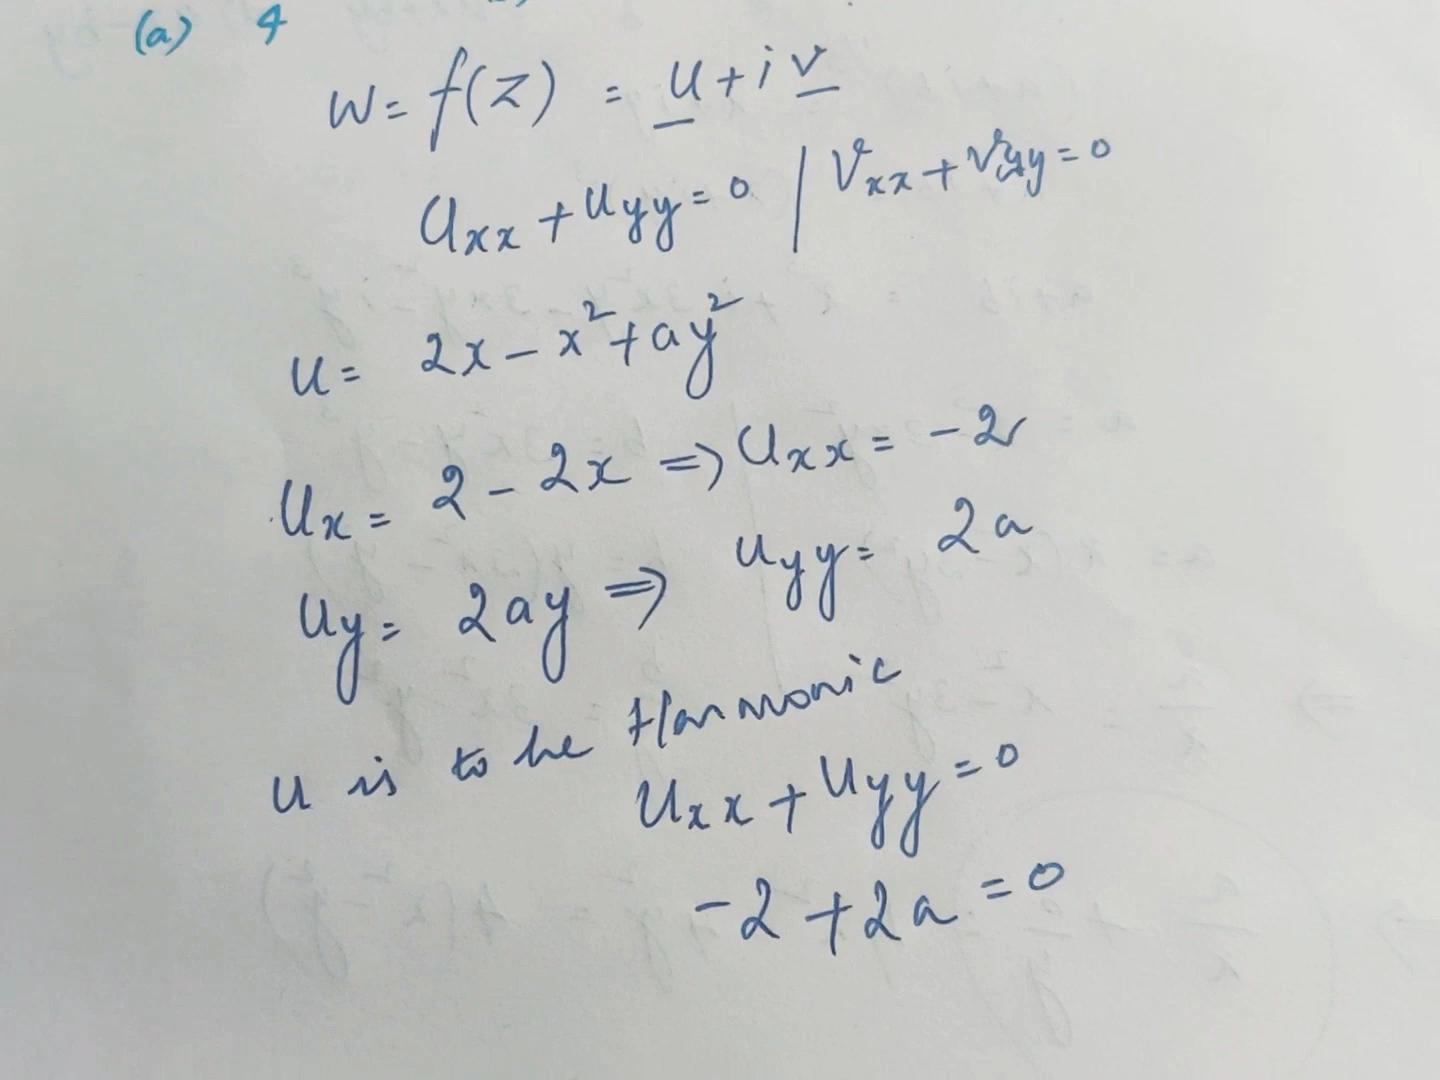 (a) 4
w = f(z) = u + i v
Uxx + Uyy = 0 | Vxx + Vyy = 0
u = 2x - x² + ay²
Ux = 2 - 2x ⇒ Uxx = -2
Uy = 2ay ⇒ Uyy = 2a
u is to be Harmonic
Uxx + Uyy = 0
-2 + 2a = 0